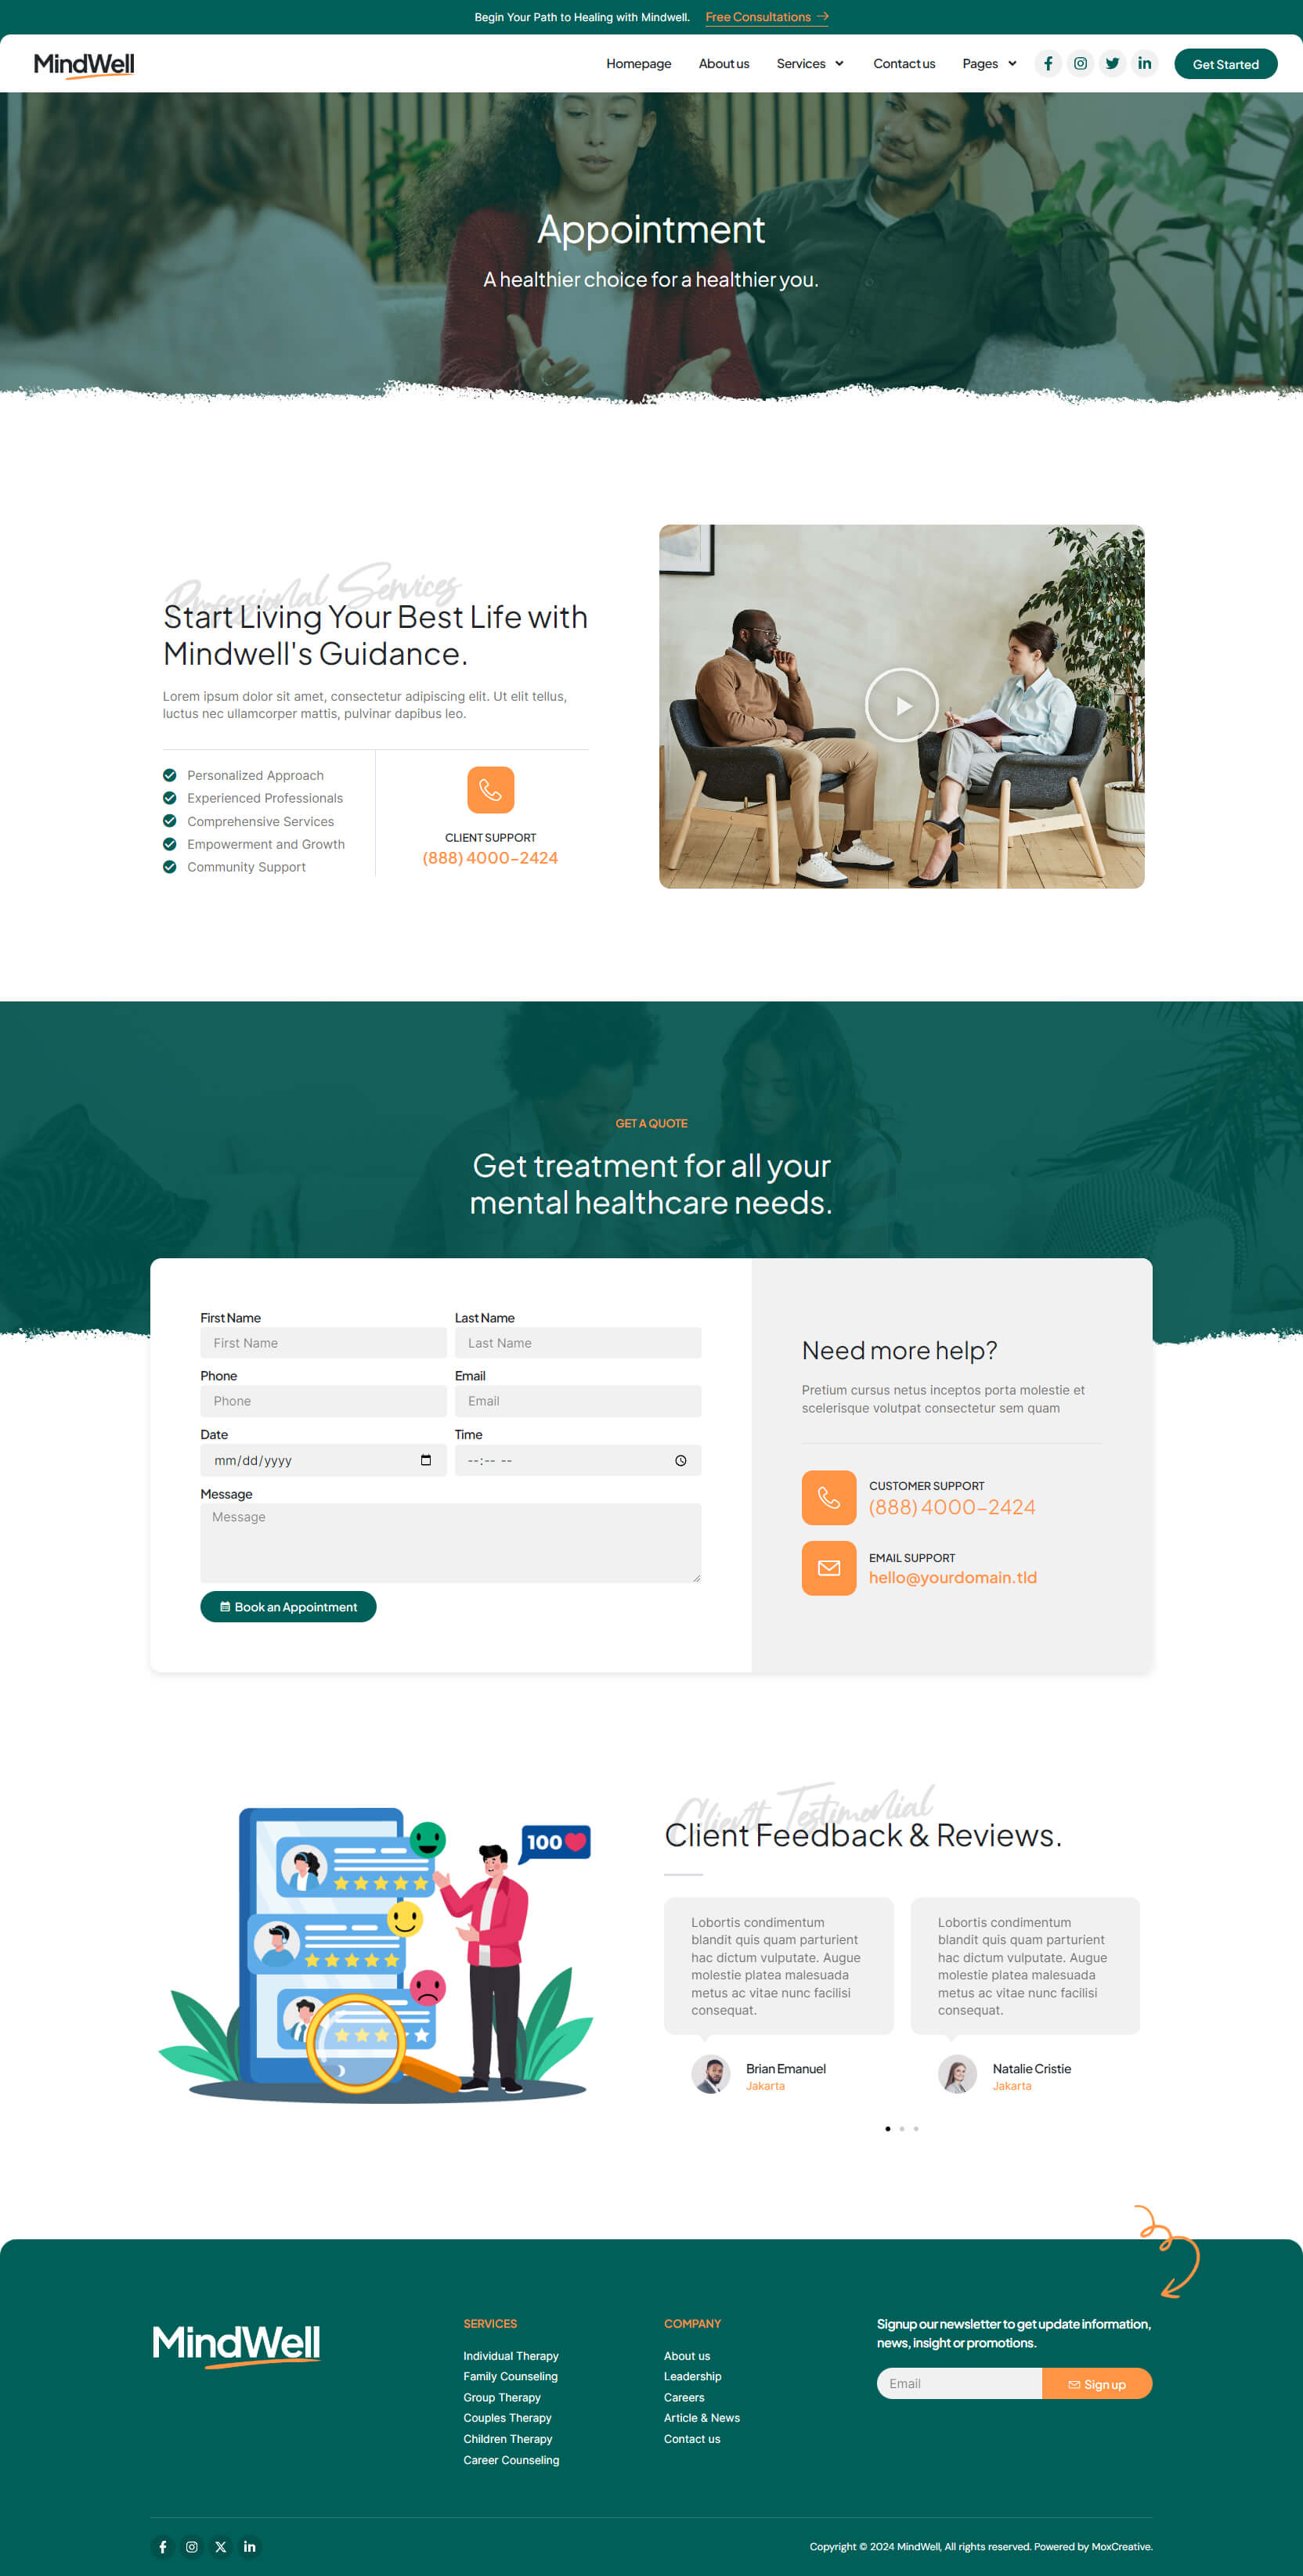 Begin Your Path to Healing with Mindwell. Free Consultations
MindWell
Homepage About us Services Contact us Pages
Get Started
Appointment
A healthier choice for a healthier you.
Professional Services
Start Living Your Best Life with
Mindwell's Guidance.
Lorem ipsum dolor sit amet, consectetur adipiscing elit. Ut elit tellus,
luctus nec ullamcorper mattis, pulvinar dapibus leo.
Personalized Approach
Experienced Professionals
Comprehensive Services
Empowerment and Growth
Community Support
CLIENT SUPPORT
(888) 4000-2424
GET A QUOTE
Get treatment for all your
mental healthcare needs.
First Name Last Name
First Name Last Name
Phone Email
Phone Email
Date Time
mm/dd/yyyy --:-- --
Message
Message
Book an Appointment
Need more help?
Pretium cursus netus inceptos porta molestie et
scelerisque volutpat consectetur sem quam
CUSTOMER SUPPORT
(888) 4000-2424
EMAIL SUPPORT
hello@yourdomain.tld
100
Client Testimonial
Client Feedback & Reviews.
Lobortis condimentum
blandit quis quam parturient
hac dictum vulputate. Augue
molestie platea malesuada
metus ac vitae nunc facilisi
consequat.
Brian Emanuel
Jakarta
Lobortis condimentum
blandit quis quam parturient
hac dictum vulputate. Augue
molestie platea malesuada
metus ac vitae nunc facilisi
consequat.
Natalie Cristie
Jakarta
MindWell
SERVICES
Individual Therapy
Family Counseling
Group Therapy
Couples Therapy
Children Therapy
Career Counseling
COMPANY
About us
Leadership
Careers
Article & News
Contact us
Signup our newsletter to get update information,
news, insight or promotions.
Email Sign up
Copyright © 2024 MindWell, All rights reserved. Powered by MoxCreative.